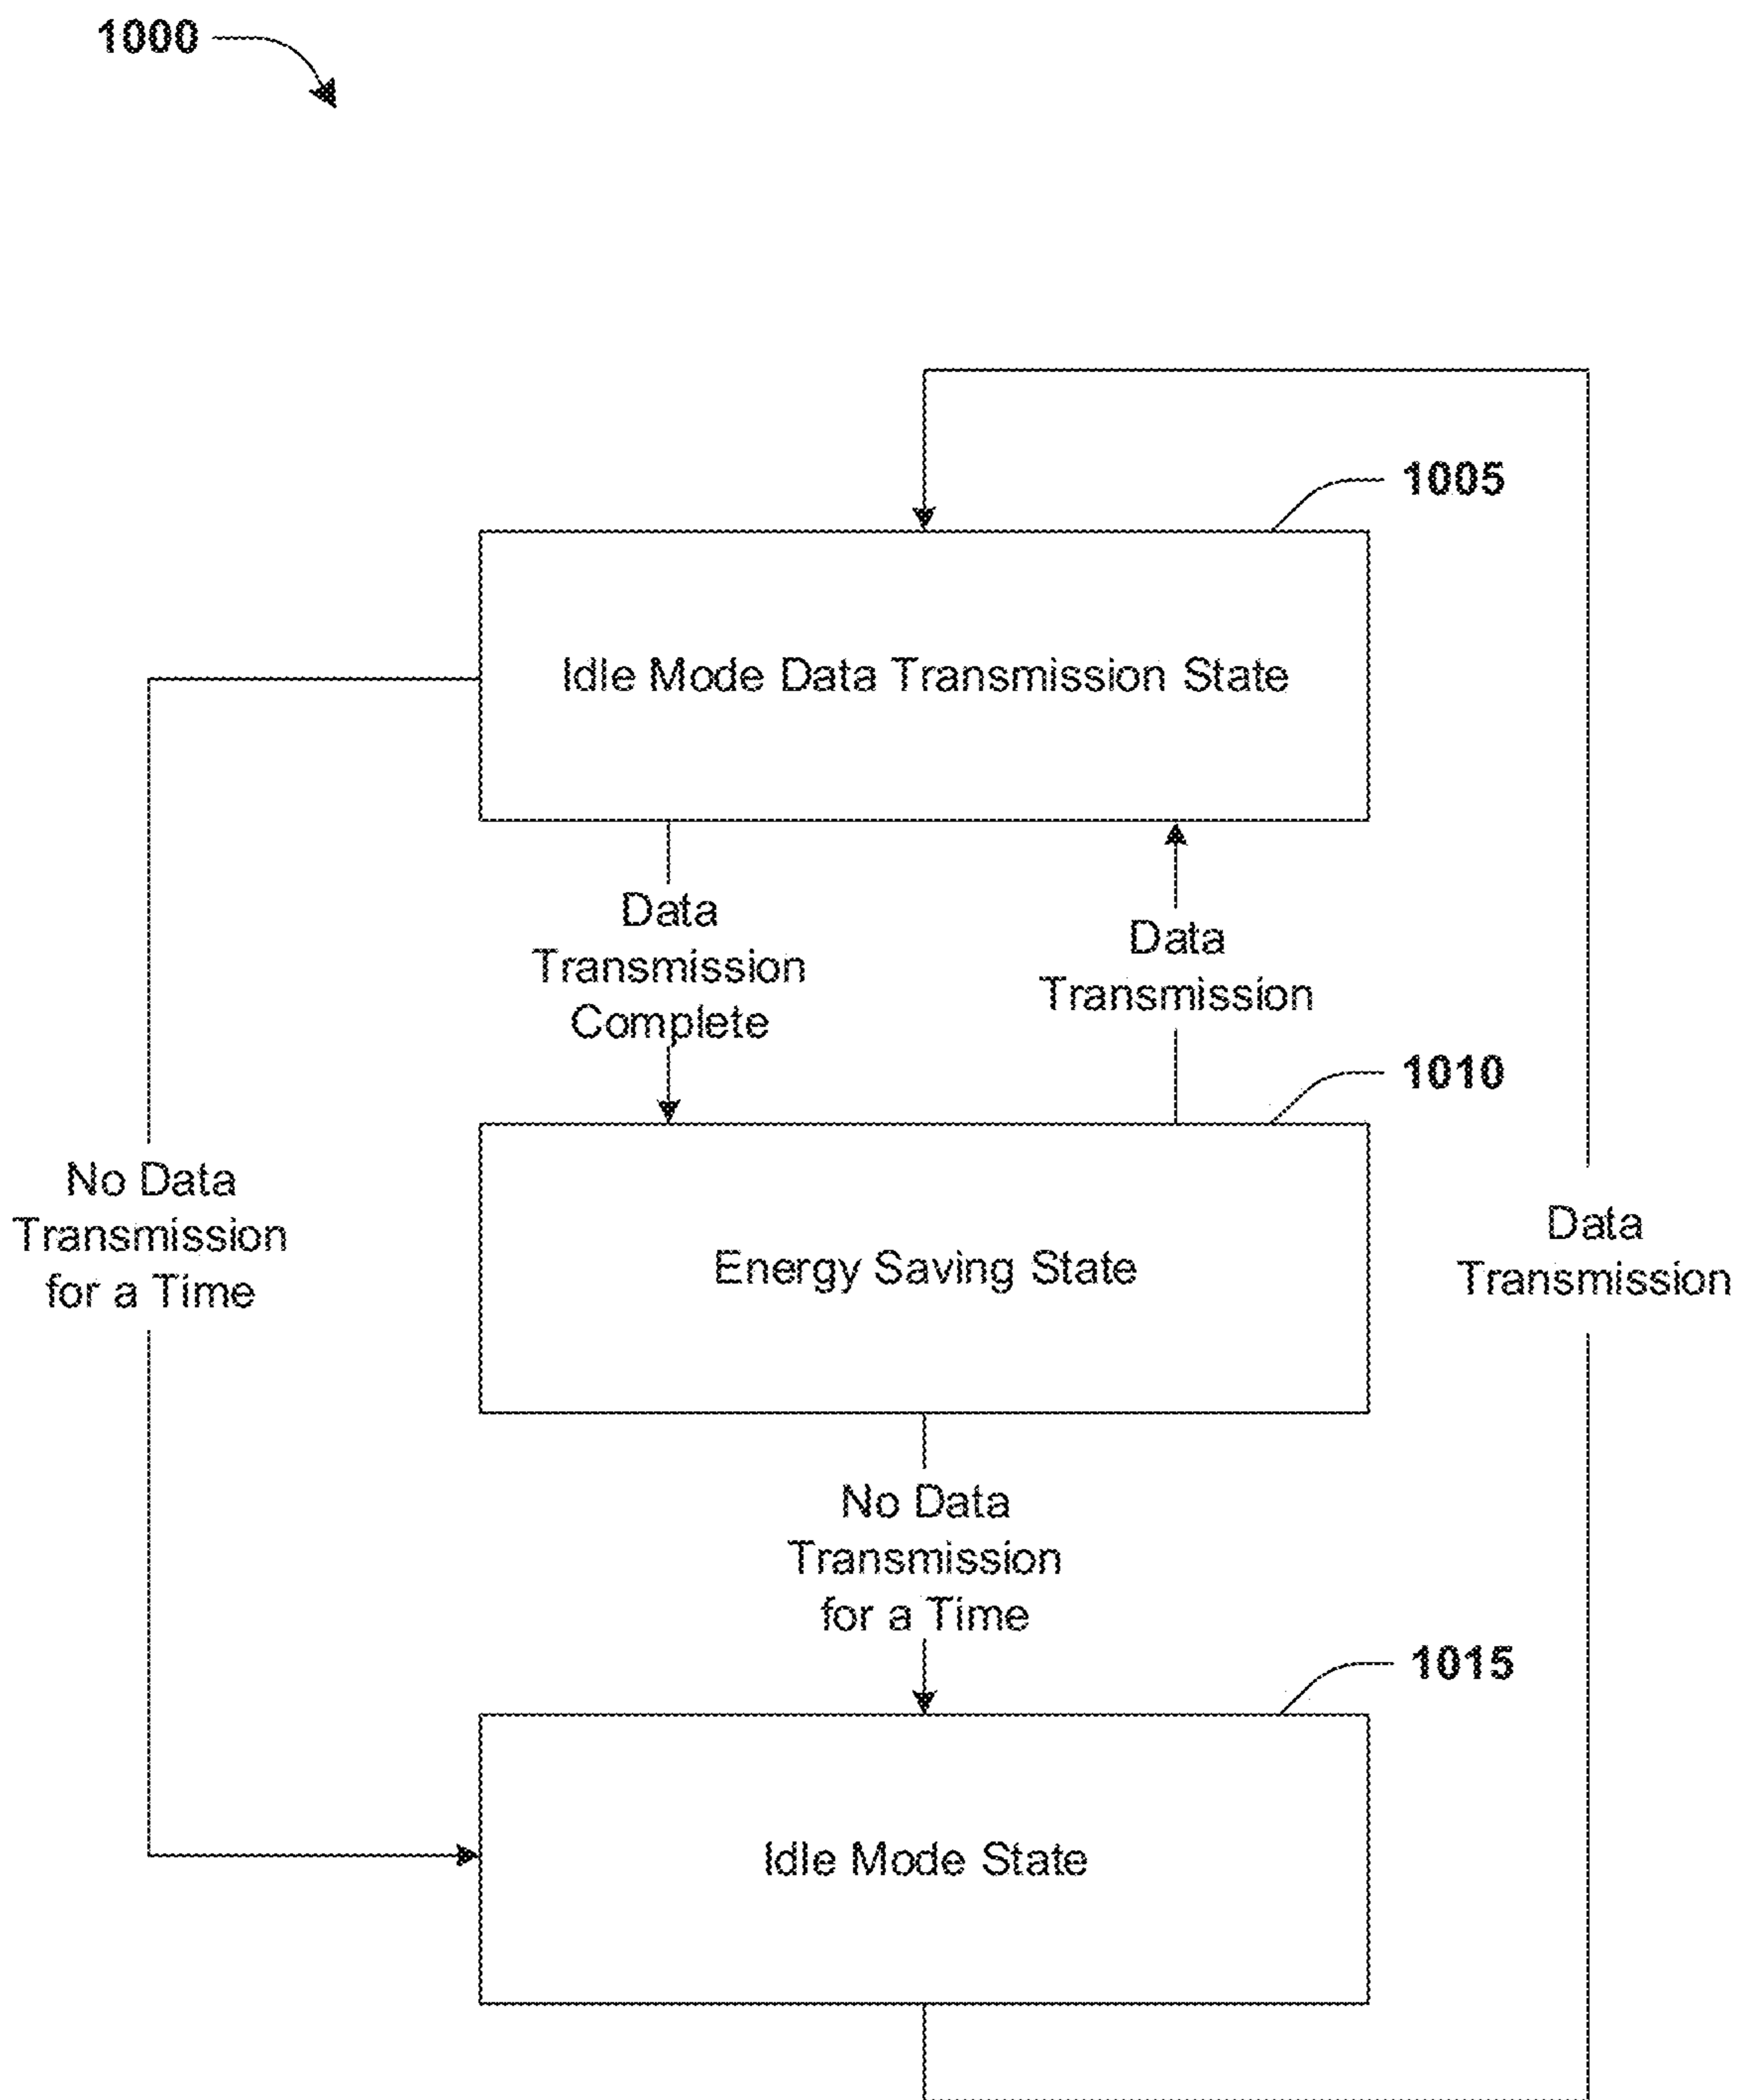 1000
1005
Idle Mode Data Transmission State
Data
Transmission
Complete
Data
Transmission
1010
No Data
Transmission
for a Time
Energy Saving State
Data
Transmission
No Data
Transmission
for a Time
1015
Idle Mode State